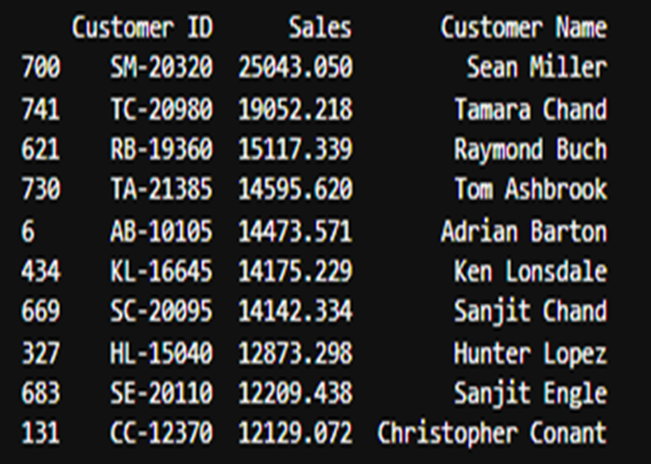 Customer ID Sales Customer Name
700 SM-20320 25043.050 Sean Miller
741 TC-20980 19052.218 Tamara Chand
621 RB-19360 15117.339 Raymond Buch
730 TA-21385 14595.620 Tom Ashbrook
6 AB-10105 14473.571 Adrian Barton
434 KL-16645 14175.229 Ken Lonsdale
669 SC-20095 14142.334 Sanjit Chand
327 HL-15040 12873.298 Hunter Lopez
683 SE-20110 12209.438 Sanjit Engle
131 CC-12370 12129.072 Christopher Conant